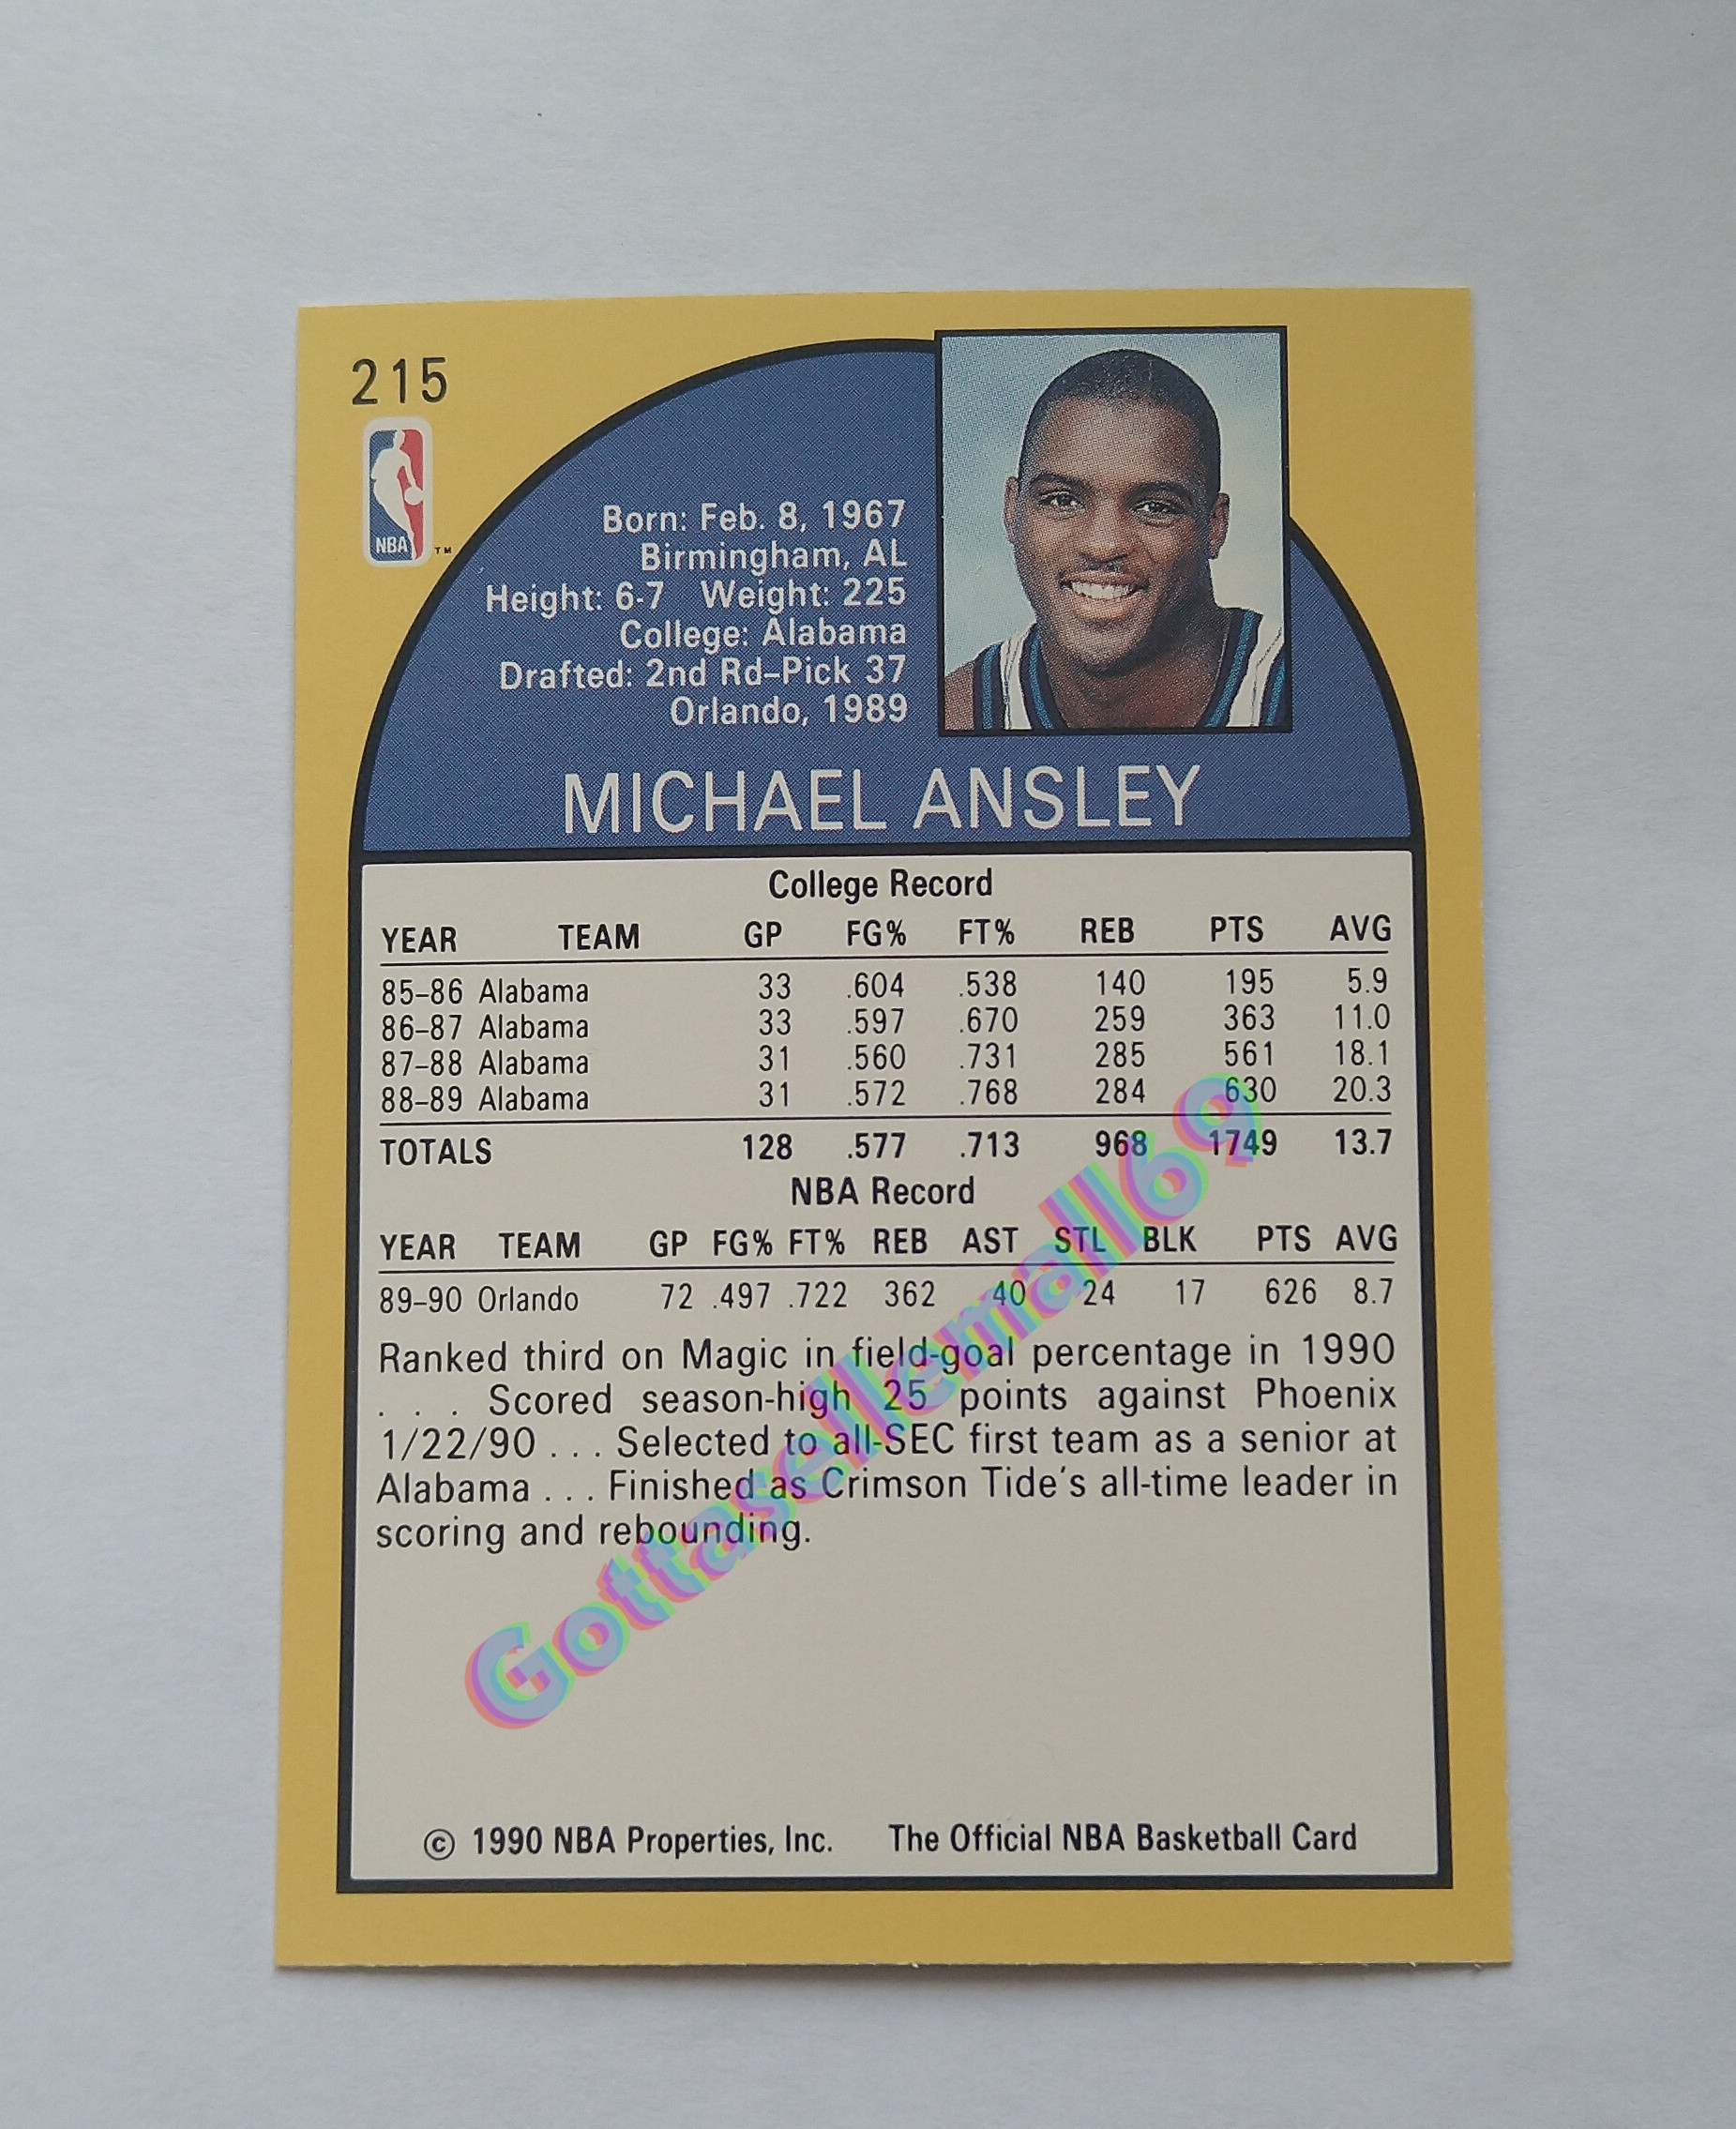 215
NBA
TM
Born: Feb. 8, 1967
Birmingham, AL
Height: 6-7 Weight: 225
College: Alabama
Drafted: 2nd Rd–Pick 37
Orlando, 1989
MICHAEL ANSLEY
College Record
YEAR TEAM GP FG% FT% REB PTS AVG
85–86 Alabama 33 .604 .538 140 195 5.9
86–87 Alabama 33 .597 .670 259 363 11.0
87–88 Alabama 31 .560 .731 285 561 18.1
88–89 Alabama 31 .572 .768 284 630 20.3
TOTALS 128 .577 .713 968 1749 13.7
NBA Record
YEAR TEAM GP FG% FT% REB AST STL BLK PTS AVG
89–90 Orlando 72 .497 .722 362 40 24 17 626 8.7
Ranked third on Magic in field-goal percentage in 1990
. . . Scored season-high 25 points against Phoenix
1/22/90 . . . Selected to all-SEC first team as a senior at
Alabama . . . Finished as Crimson Tide's all-time leader in
scoring and rebounding.
Gottasellemall69
© 1990 NBA Properties, Inc. The Official NBA Basketball Card